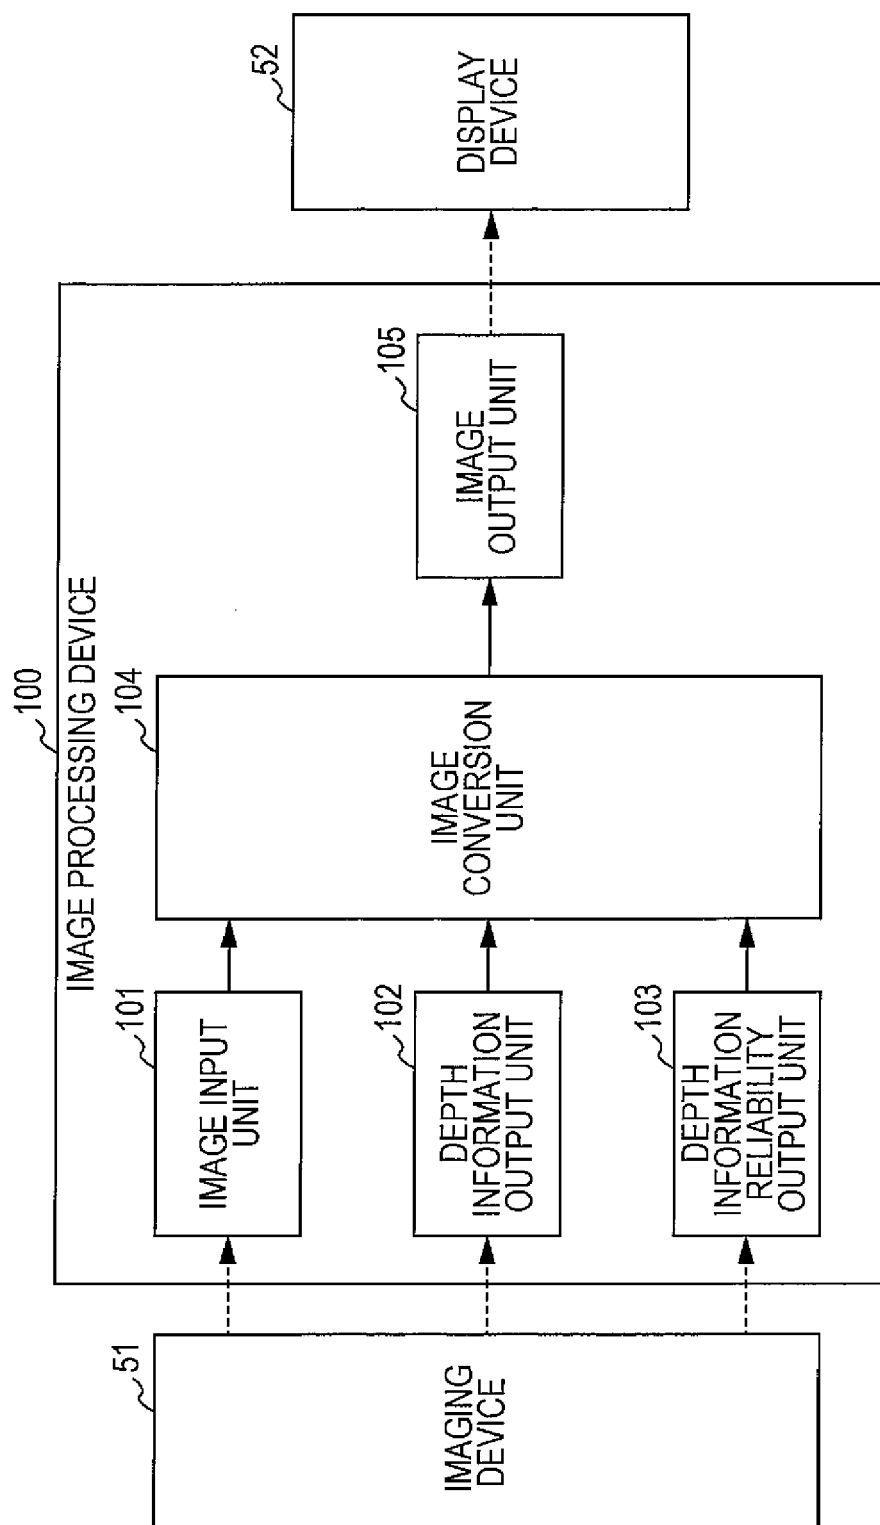 100
IMAGE PROCESSING DEVICE
51
IMAGING
DEVICE
101
IMAGE INPUT
UNIT
102
DEPTH
INFORMATION
OUTPUT UNIT
103
DEPTH
INFORMATION
RELIABILITY
OUTPUT UNIT
104
IMAGE
CONVERSION
UNIT
105
IMAGE
OUTPUT UNIT
52
DISPLAY
DEVICE